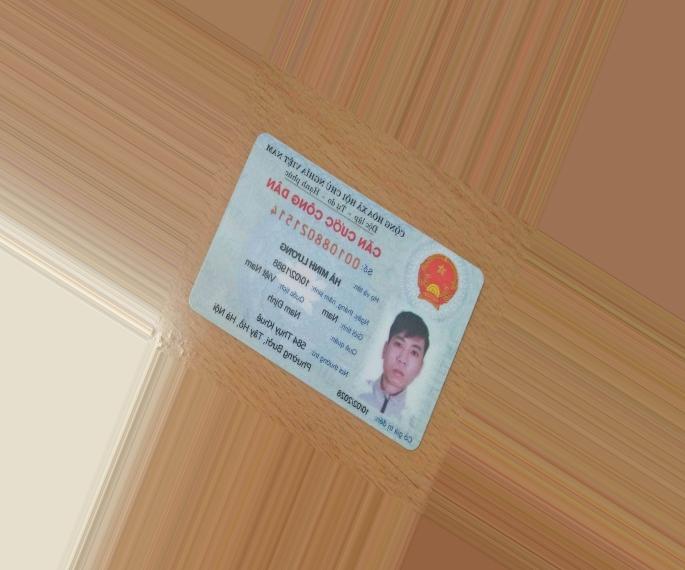 CỘNG HÒA XÃ HỘI CHỦ NGHĨA VIỆT NAM
Độc lập - Tự do - Hạnh phúc
CĂN CƯỚC CÔNG DÂN
Số: 001088021514
Họ và tên: HÀ MINH LƯƠNG
Ngày, tháng, năm sinh: 10/02/1988
Giới tính: Nam Quốc tịch: Việt Nam
Quê quán: Nam Định
Nơi thường trú: 584 Thụy Khuê
Phường Bưởi, Tây Hồ, Hà Nội
Có giá trị đến: 10/02/2028